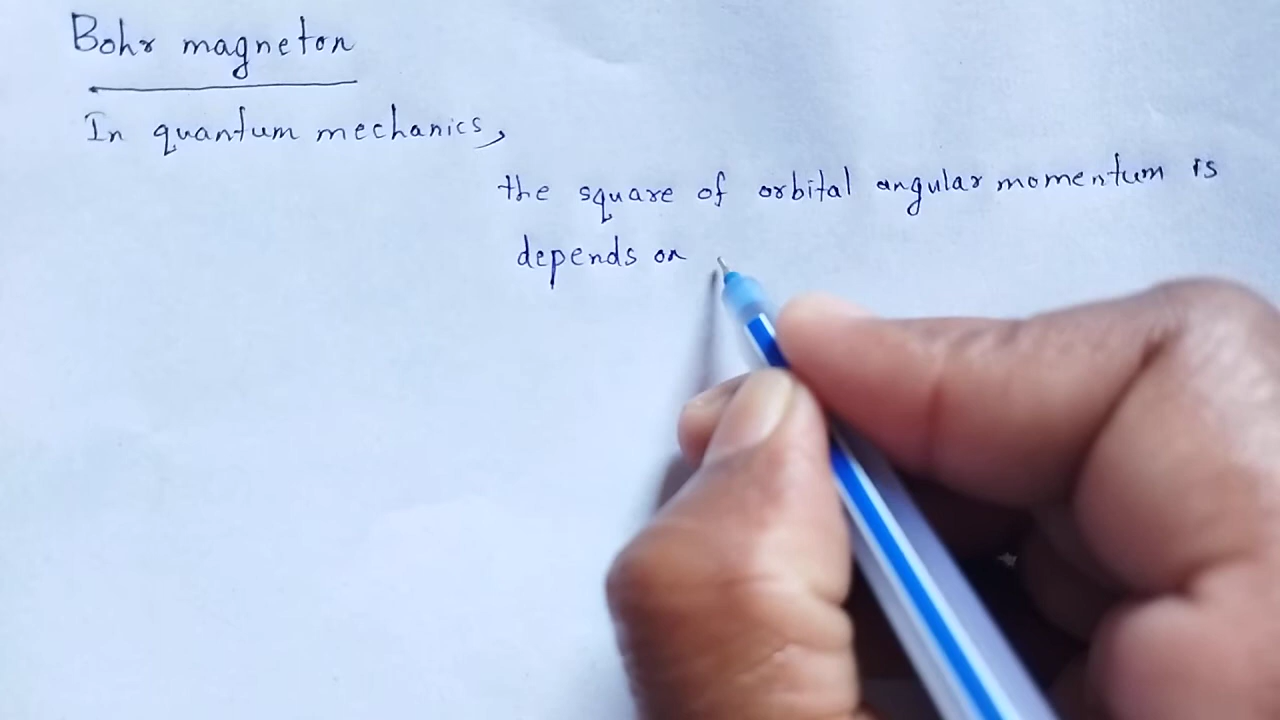 Bohr magneton
In quantum mechanics,
the square of orbital angular momentum is
depends on